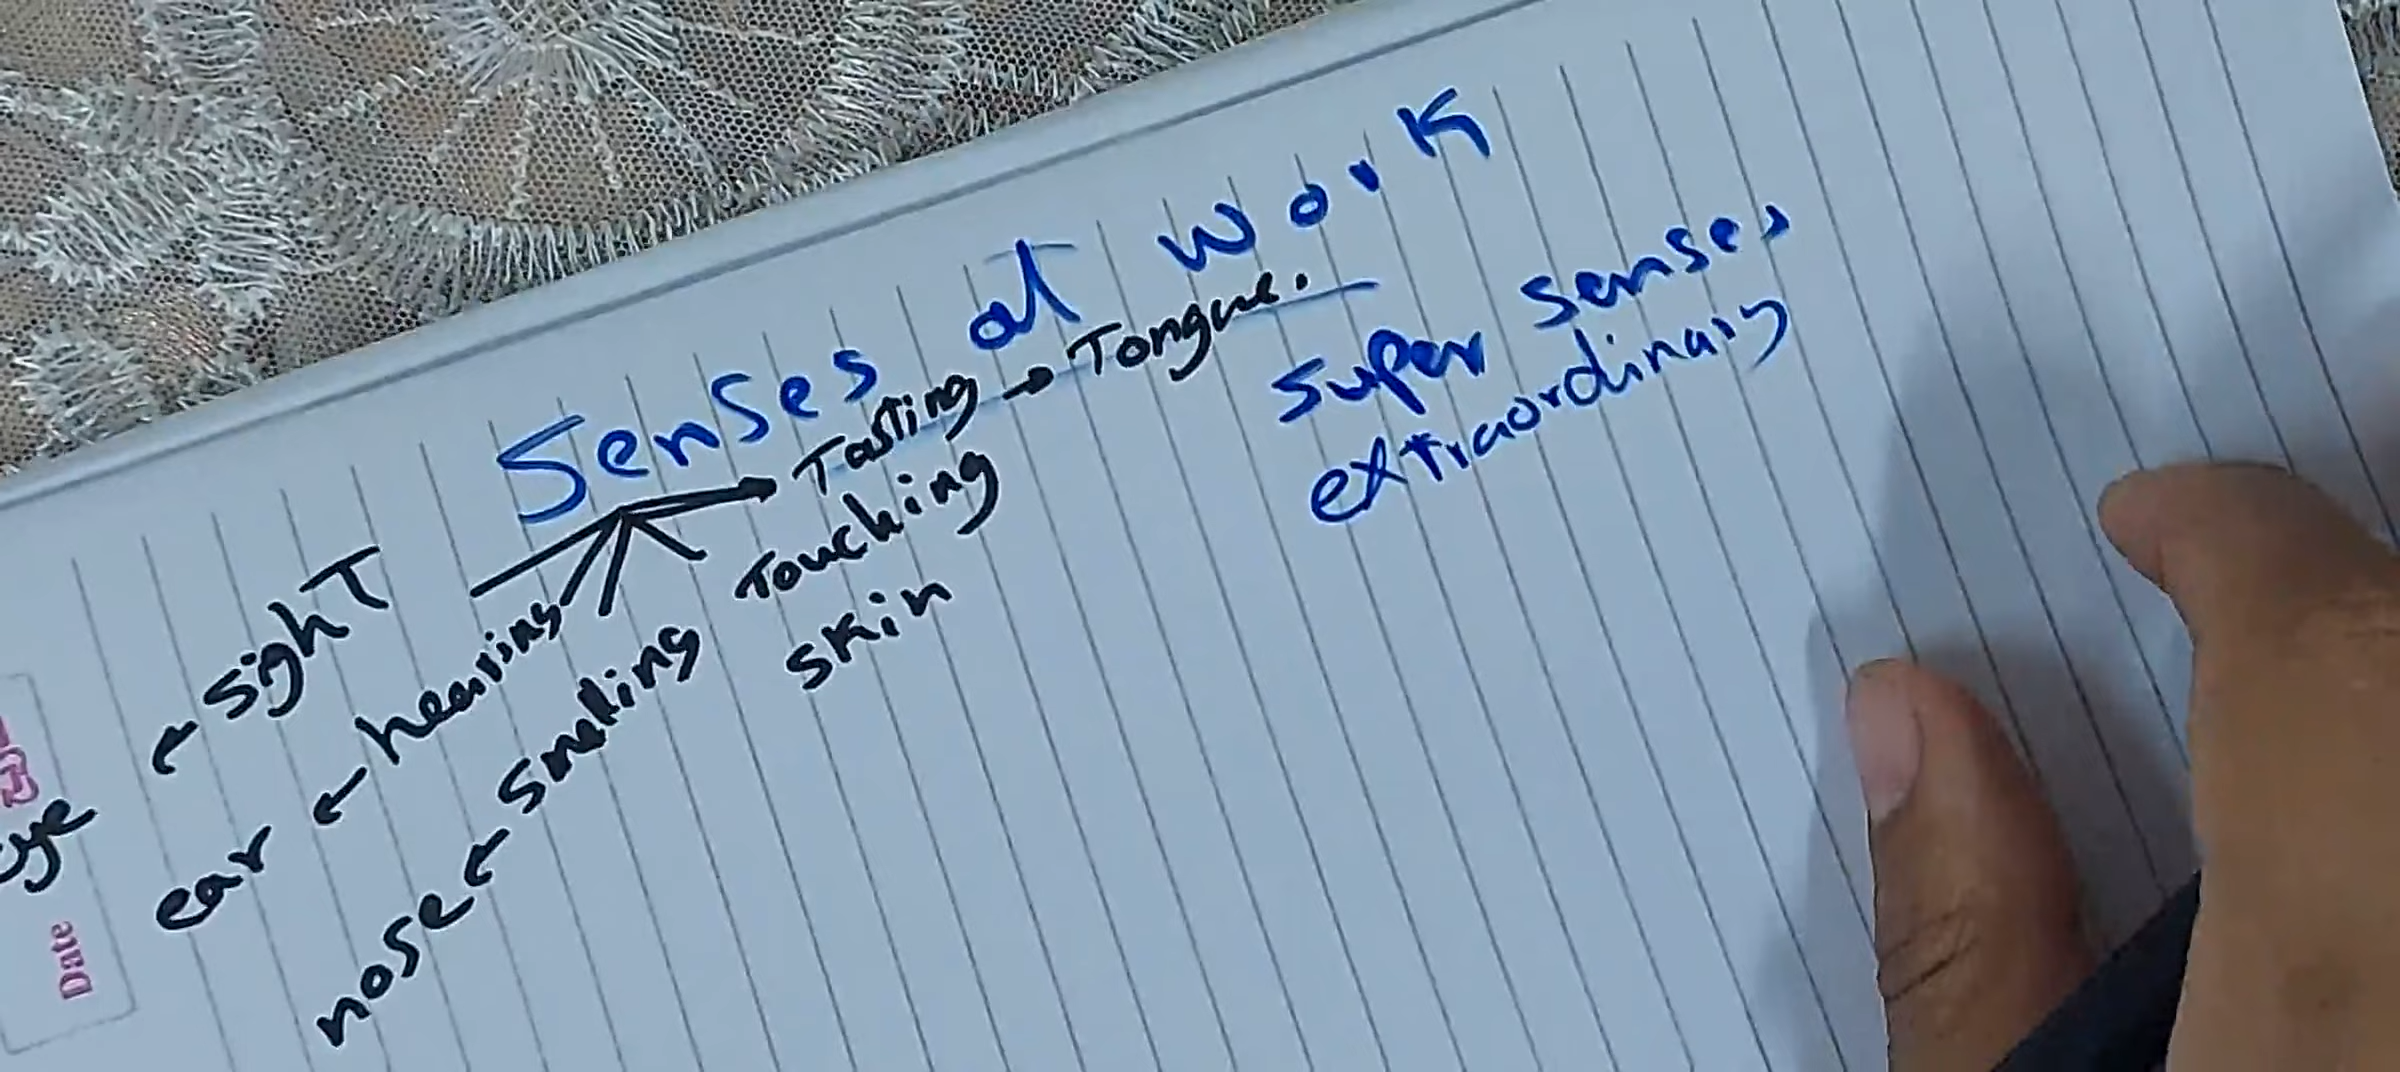 Senses at work
Tasting → Tongue.
super senses
extraordinary
Touching
skin
sight
eye
hearing
ear
smelling
nose
Date